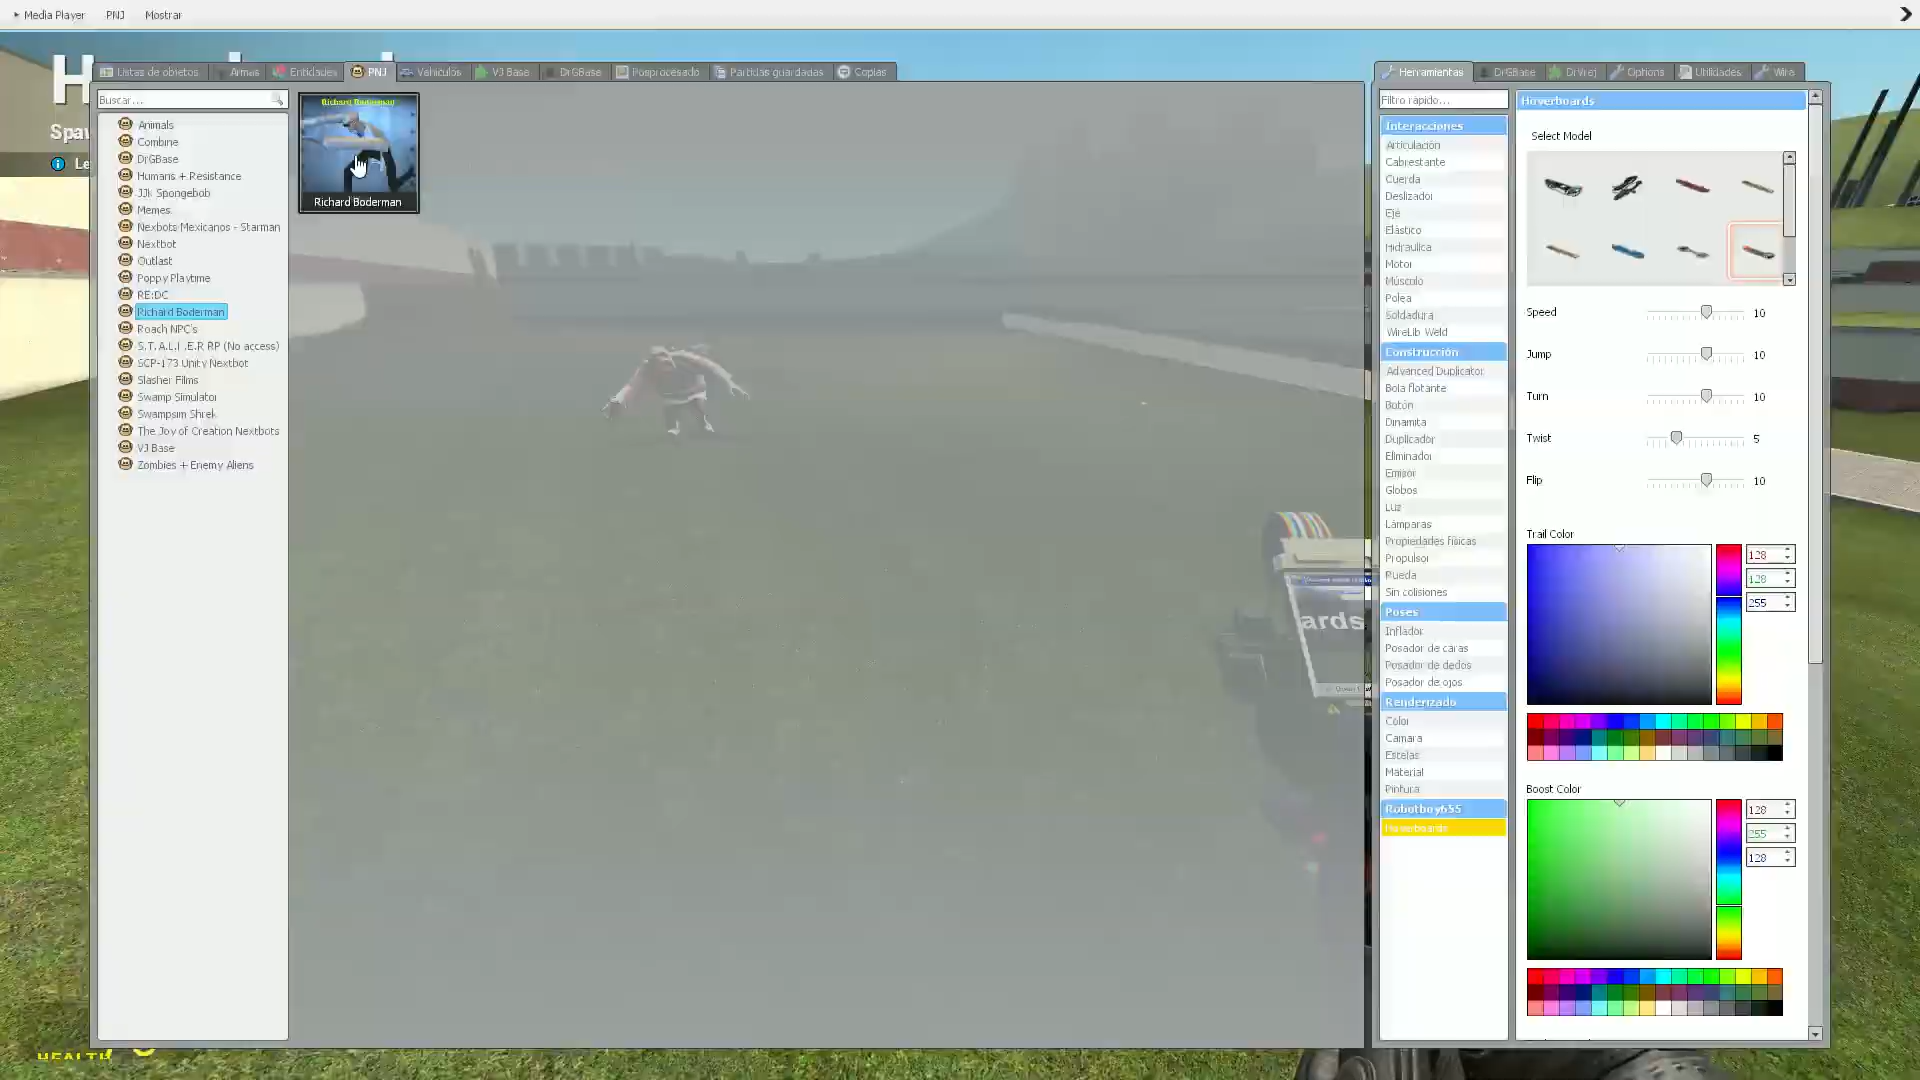 Media Player
PNJ
Mostrar
H
Spaw
Le
Listas de objetos
Armas
Entidades
PNJ
Vehículos
VJ Base
DrGBase
Posprocesado
Partidas guardadas
Copias
Buscar...
Animals
Combine
DrGBase
Humans + Resistance
JJk Spongebob
Memes
Nexbots Mexicanos - Starman
Nextbot
Outlast
Poppy Playtime
RE:DC
Richard Boderman
Roach NPC's
S.T.A.L.I.E.R RP (No access)
SCP-173 Unity Nextbot
Slasher Films
Swamp Simulator
Swampsim Shrek
The Joy of Creation Nextbots
VJ Base
Zombies + Enemy Aliens
Richard Boderman
Richard Boderman
ards
HEALTH
Herramientas
DrGBase
DrVrej
Options
Utilidades
Wire
Filtro rápido...
Interacciones
Articulación
Cabrestante
Cuerda
Deslizador
Eje
Elástico
Hidráulica
Motor
Músculo
Polea
Soldadura
WireLib Weld
Construcción
Advanced Duplicator
Bola flotante
Botón
Dinamita
Duplicador
Eliminador
Emisor
Globos
Luz
Lámparas
Propiedades físicas
Propulsor
Rueda
Sin colisiones
Poses
Inflador
Posador de caras
Posador de dedos
Posador de ojos
Renderizado
Color
Cámara
Estelas
Material
Pintura
Robotboy655
Hoverboards
Hoverboards
Select Model
Speed 10
Jump 10
Turn 10
Twist 5
Flip 10
Trail Color
128
128
255
Boost Color
128
255
128